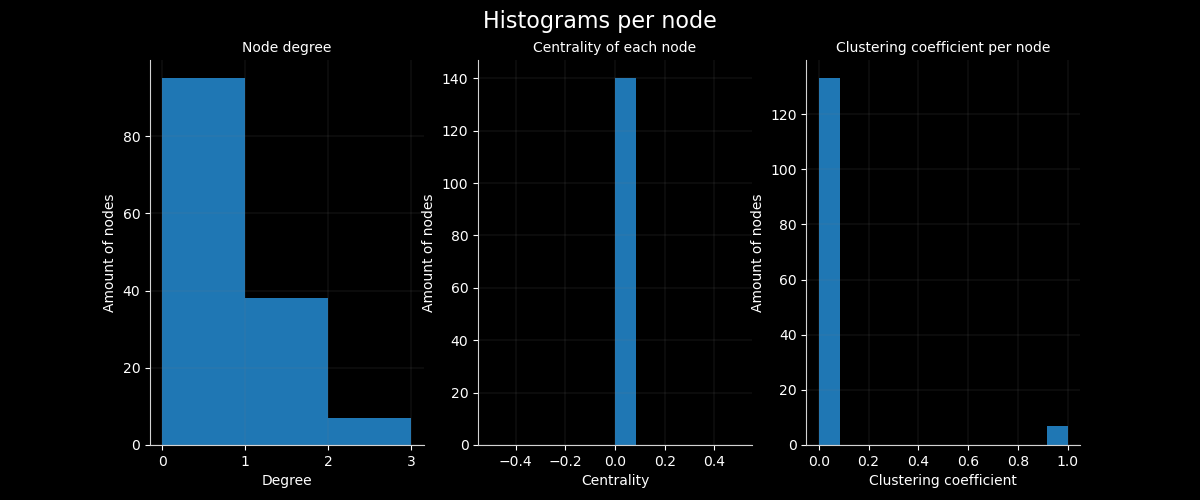 Histograms per node
Node degree
Amount of nodes
80
60
40
20
0
0 1 2 3
Degree
Centrality of each node
Amount of nodes
140
120
100
80
60
40
20
0
−0.4 −0.2 0.0 0.2 0.4
Centrality
Clustering coefficient per node
Amount of nodes
120
100
80
60
40
20
0
0.0 0.2 0.4 0.6 0.8 1.0
Clustering coefficient